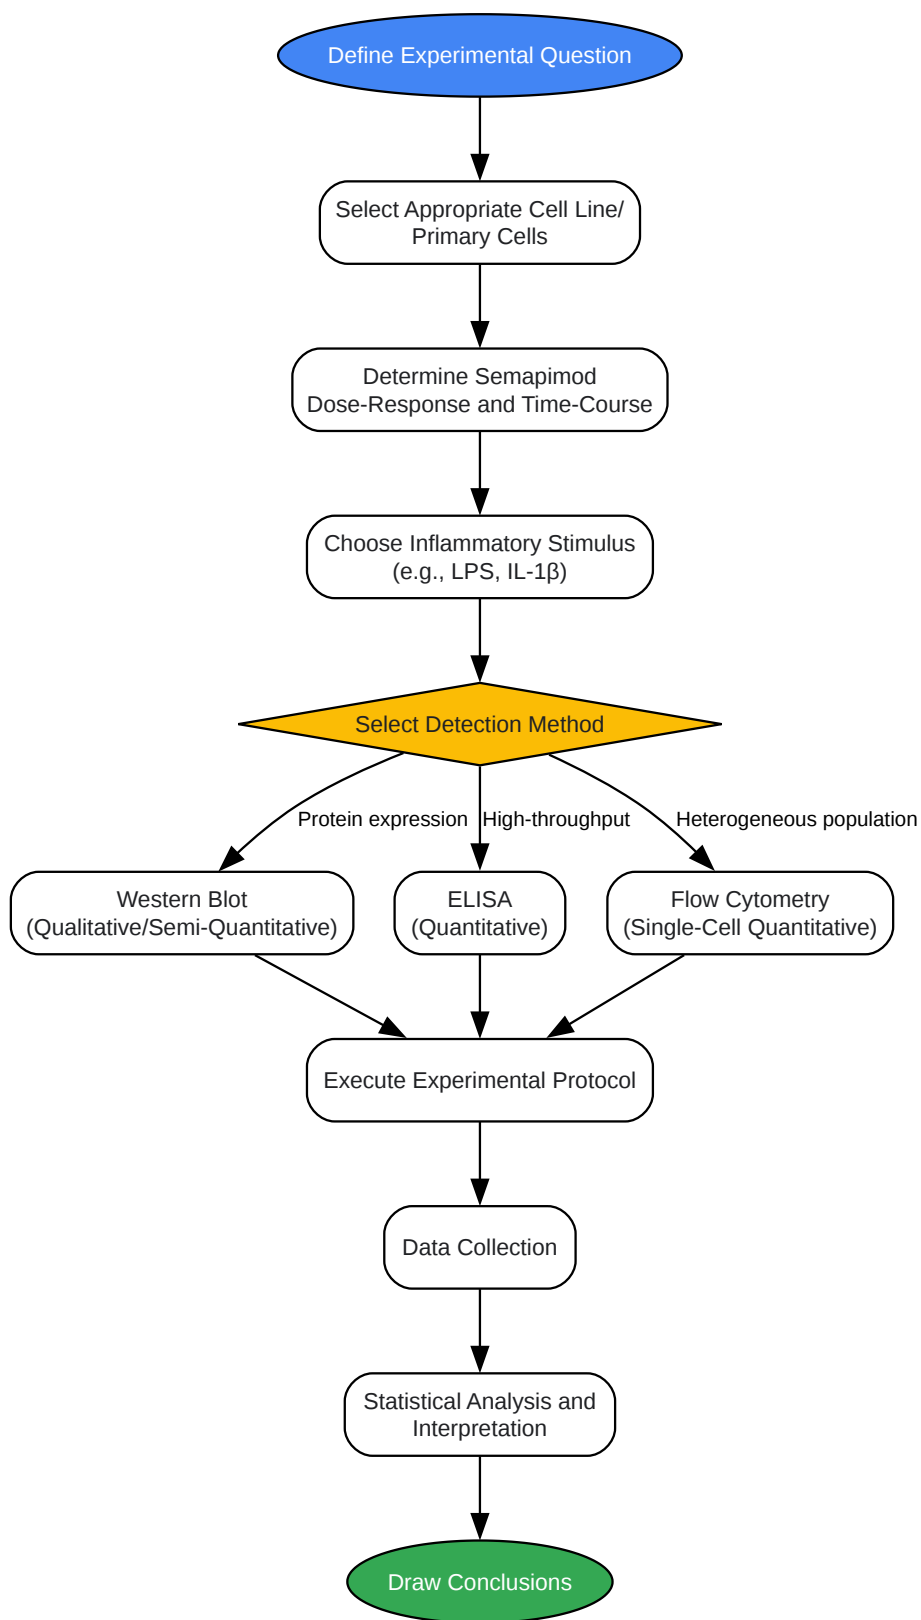 Define Experimental Question
Select Appropriate Cell Line/
Primary Cells
Determine Semapimod
Dose-Response and Time-Course
Choose Inflammatory Stimulus
(e.g., LPS, IL-1β)
Select Detection Method
Protein expression
High-throughput
Heterogeneous population
Western Blot
(Qualitative/Semi-Quantitative)
ELISA
(Quantitative)
Flow Cytometry
(Single-Cell Quantitative)
Execute Experimental Protocol
Data Collection
Statistical Analysis and
Interpretation
Draw Conclusions